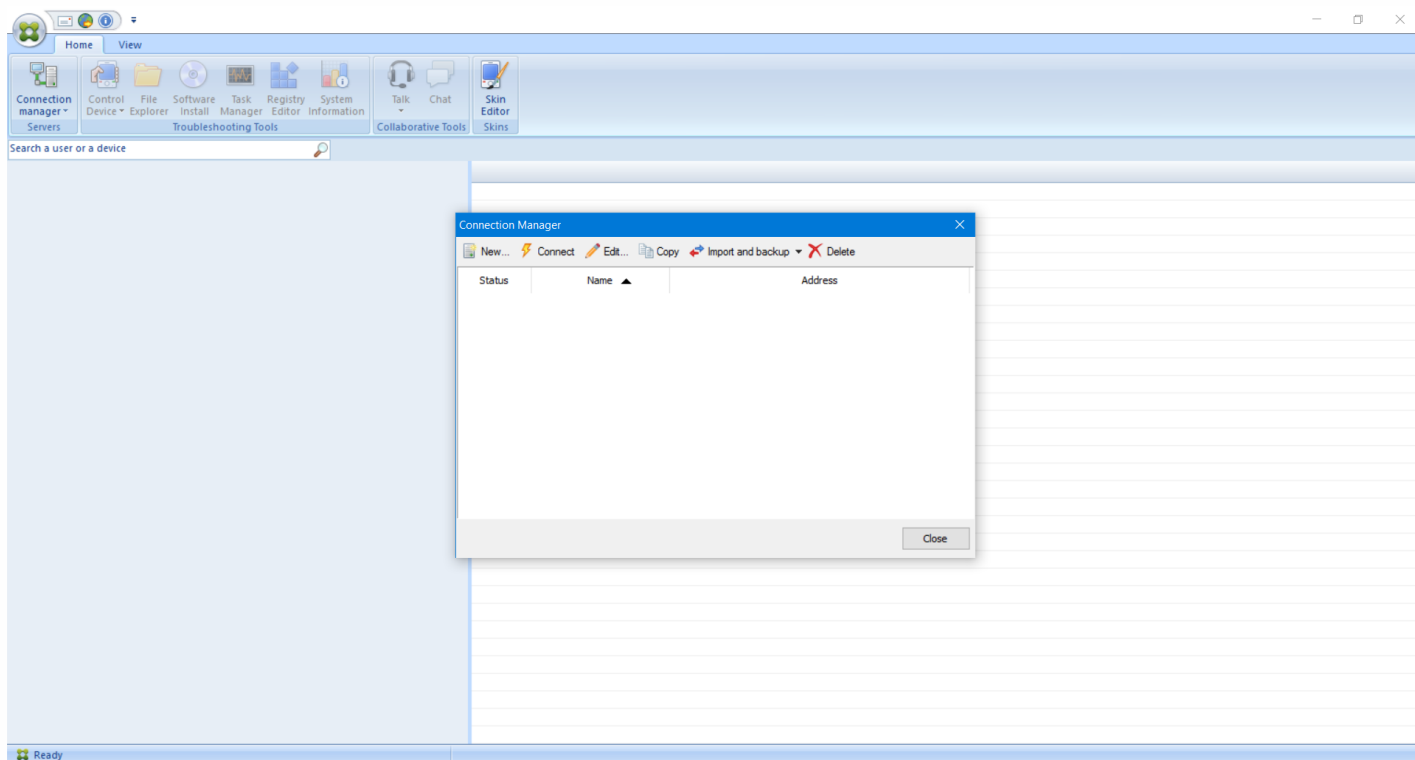 Home View
Connection manager
Control Device
File Explorer
Software Install
Task Manager
Registry Editor
System Information
Talk
Chat
Skin Editor
Servers
Troubleshooting Tools
Collaborative Tools
Skins
Search a user or a device
Connection Manager
New... Connect Edit... Copy Import and backup Delete
Status Name Address
Close
Ready